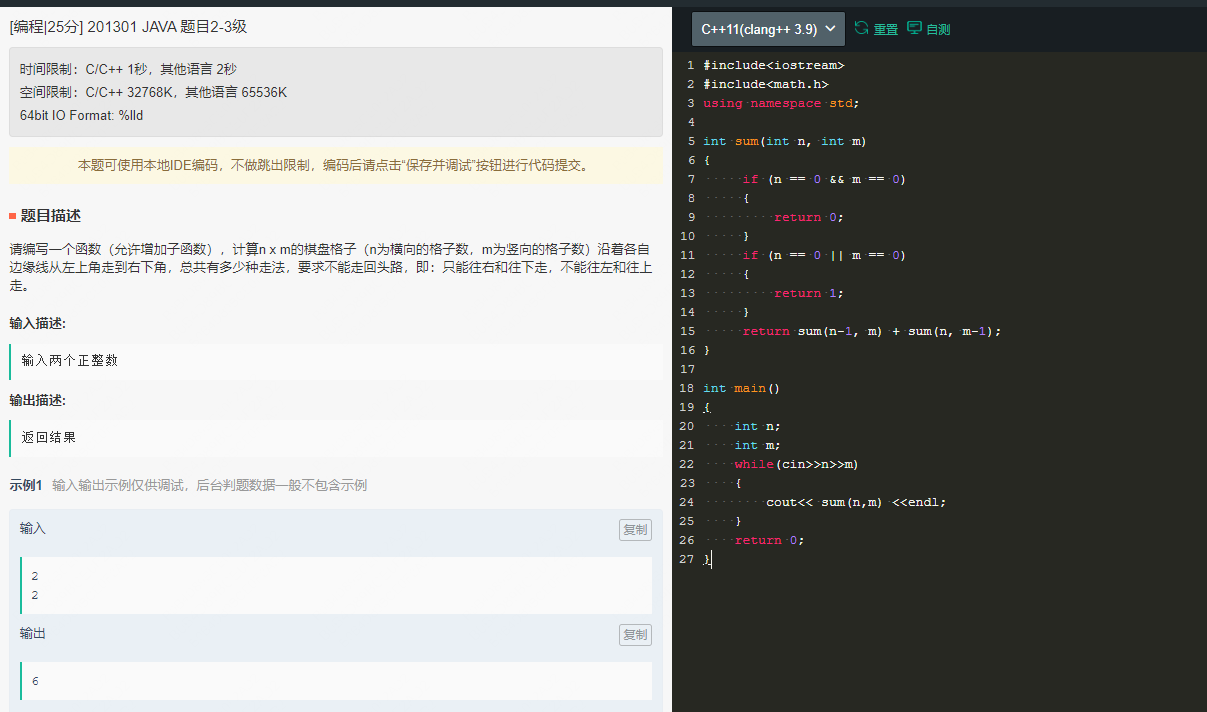 [编程|25分] 201301 JAVA 题目2-3级
时间限制：C/C++ 1秒，其他语言 2秒
空间限制：C/C++ 32768K，其他语言 65536K
64bit IO Format: %lld
本题可使用本地IDE编码，不做跳出限制，编码后请点击“保存并调试”按钮进行代码提交。
题目描述
请编写一个函数（允许增加子函数），计算n x m的棋盘格子（n为横向的格子数，m为竖向的格子数）沿着各自
边缘线从左上角走到右下角，总共有多少种走法，要求不能走回头路，即：只能往右和往下走，不能往左和往上
走。
输入描述:
输入两个正整数
输出描述:
返回结果
示例1 输入输出示例仅供调试，后台判题数据一般不包含示例
输入 复制
2
2
输出 复制
6
C++11(clang++ 3.9) 重置 自测
1 #include<iostream>
2 #include<math.h>
3 using namespace std;
4
5 int sum(int n, int m)
6 {
7 if (n == 0 && m == 0)
8 {
9 return 0;
10 }
11 if (n == 0 || m == 0)
12 {
13 return 1;
14 }
15 return sum(n-1, m) + sum(n, m-1);
16 }
17
18 int main()
19 {
20 int n;
21 int m;
22 while(cin>>n>>m)
23 {
24 cout<< sum(n,m) <<endl;
25 }
26 return 0;
27 }